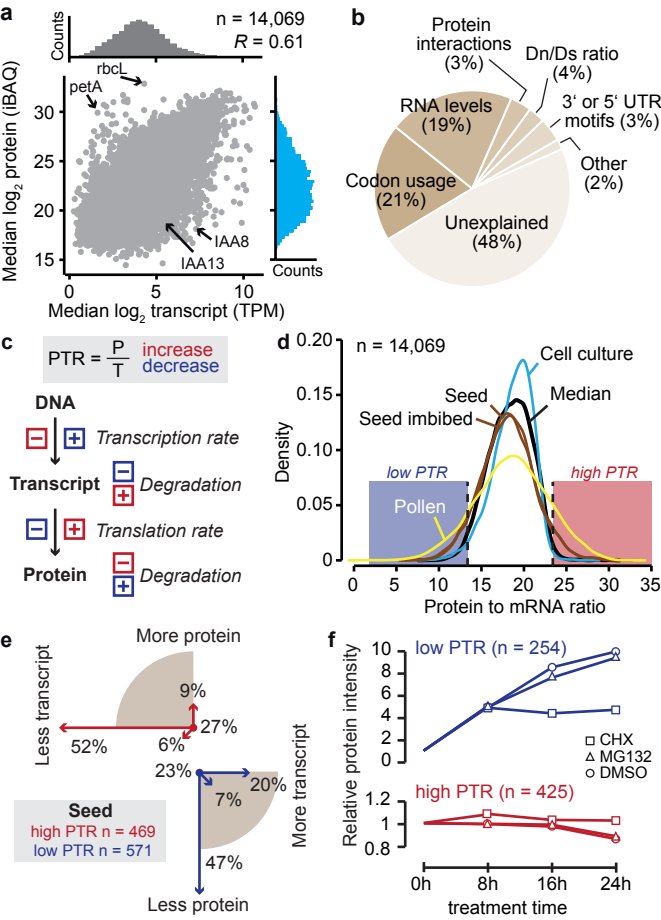 a
Counts
n = 14,069
R = 0.61
rbcL
petA
Median log2 protein (iBAQ)
30
25
20
15
IAA8
IAA13
Counts
0
5
10
Median log2 transcript (TPM)
b
Protein
interactions
(3%)
Dn/Ds ratio
(4%)
3‘ or 5‘ UTR
motifs (3%)
Other
(2%)
RNA levels
(19%)
Codon usage
(21%)
Unexplained
(48%)
c
PTR = P/T increase
decrease
DNA
− + Transcription rate
Transcript
− + Degradation
− + Translation rate
Protein
− + Degradation
d
n = 14,069
0.20
0.15
0.10
0.05
0
Density
Cell culture
Seed
Median
Seed imbibed
low PTR
high PTR
Pollen
0 5 10 15 20 25 30 35
Protein to mRNA ratio
e
More protein
Less transcript
9%
27%
52%
6%
23%
20%
7%
47%
More transcript
Less protein
Seed
high PTR n = 469
low PTR n = 571
f
Relative protein intensity
10
8
6
4
2
0
low PTR (n = 254)
CHX
MG132
DMSO
high PTR (n = 425)
1.2
1
0.8
0h 8h 16h 24h
treatment time